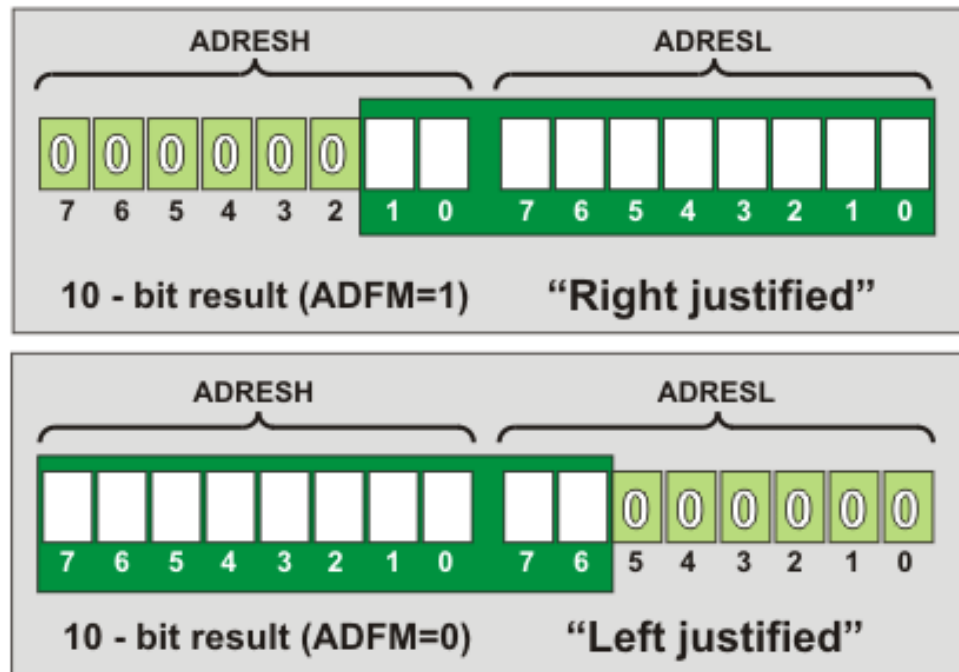 ADRESH ADRESL
0 0 0 0 0 0
7 6 5 4 3 2 1 0 7 6 5 4 3 2 1 0
10 - bit result (ADFM=1) “Right justified”
ADRESH ADRESL
0 0 0 0 0 0
7 6 5 4 3 2 1 0 7 6 5 4 3 2 1 0
10 - bit result (ADFM=0) “Left justified”